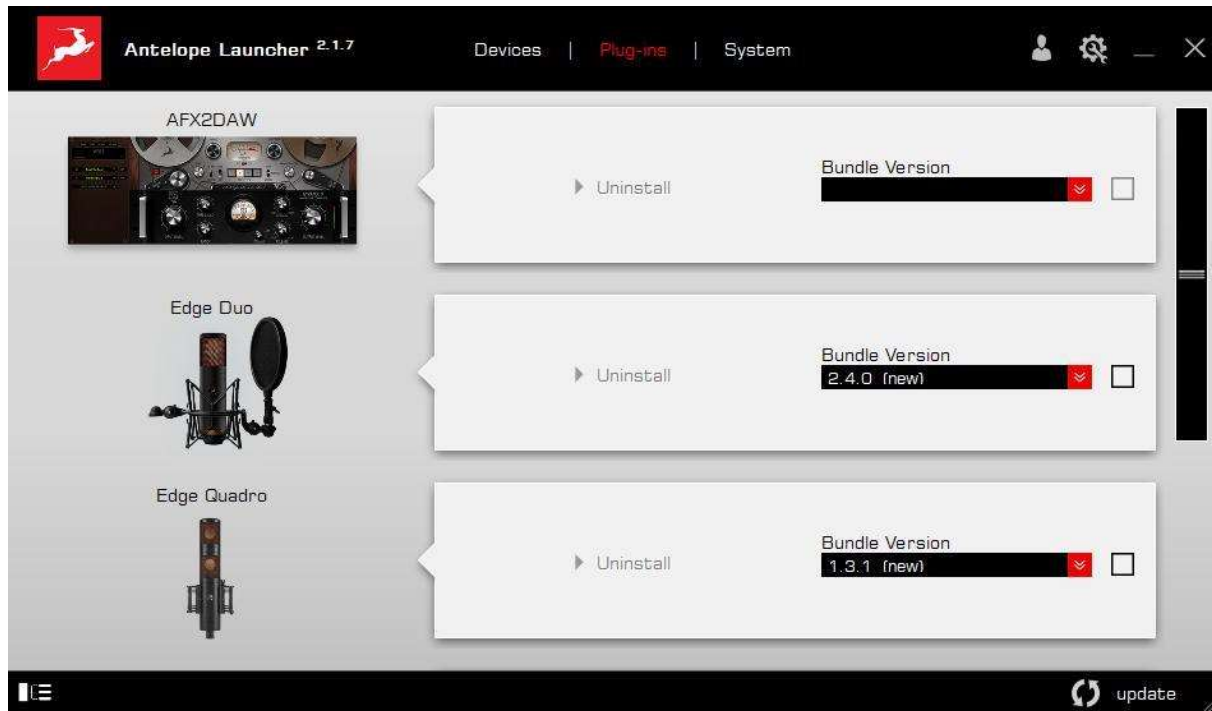 Antelope Launcher 2.1.7
Devices | Plug-ins | System
AFX2DAW
Uninstall
Bundle Version
Edge Duo
Uninstall
Bundle Version
2.4.0 (new)
Edge Quadro
Uninstall
Bundle Version
1.3.1 (new)
update